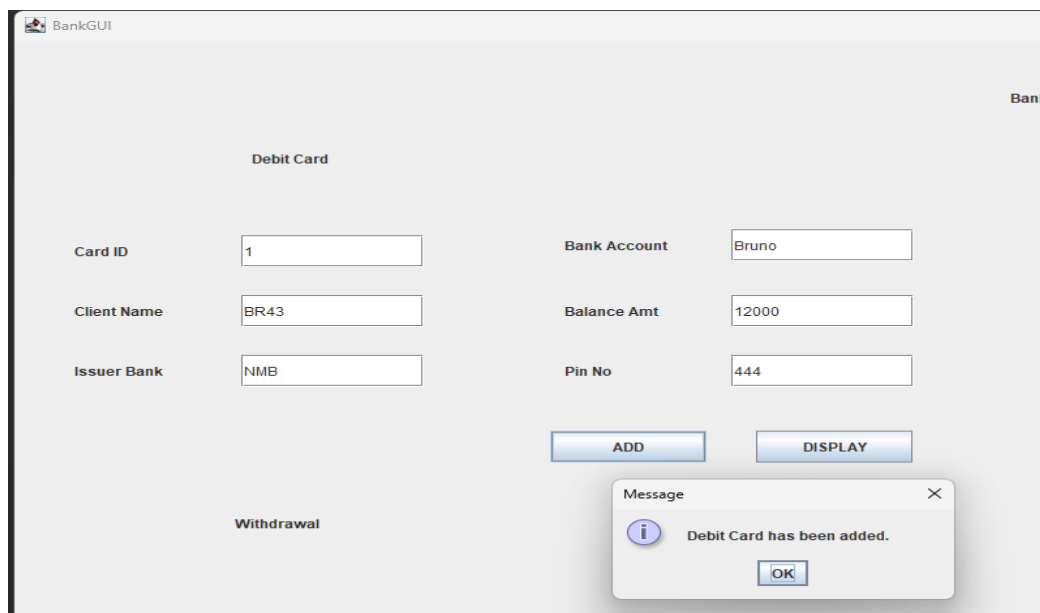 BankGUI
Debit Card
Card ID 1 Bank Account Bruno
Client Name BR43 Balance Amt 12000
Issuer Bank NMB Pin No 444
ADD DISPLAY
Message
Withdrawal
Debit Card has been added.
OK